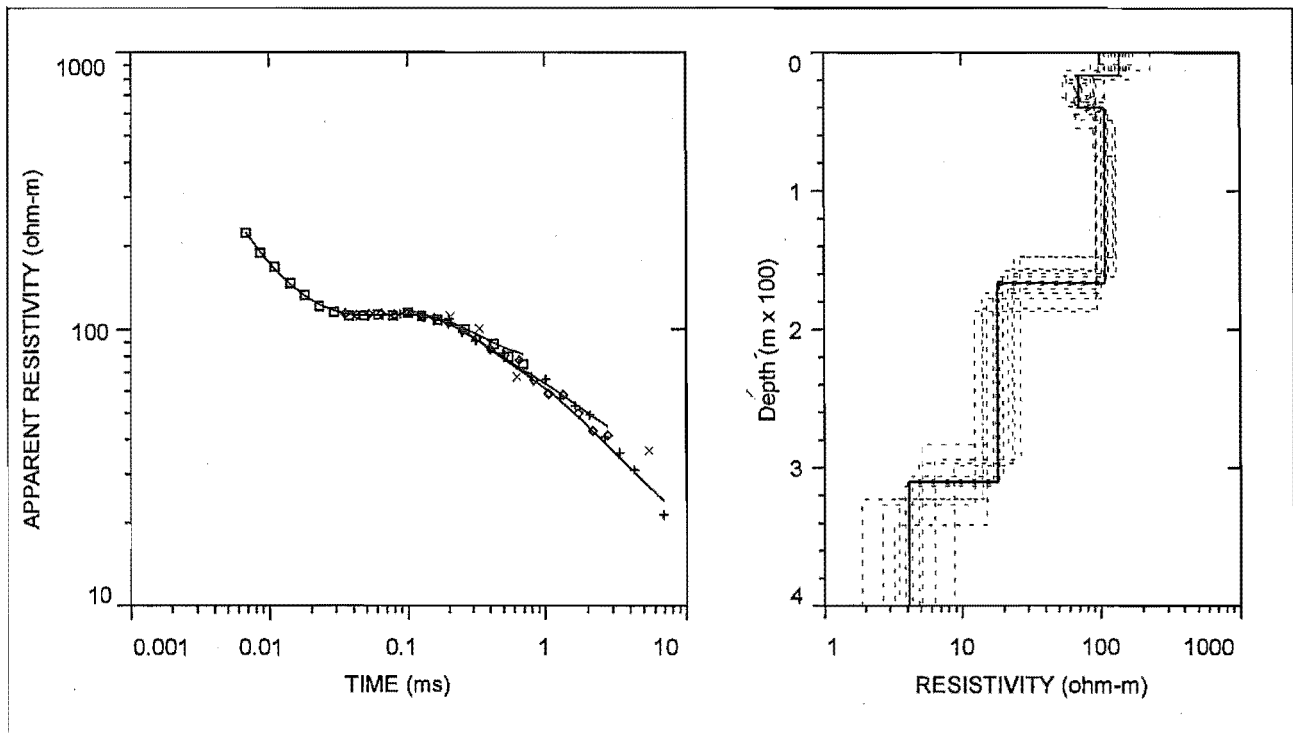 1000
100
10
APPARENT RESISTIVITY (ohm-m)
0.001 0.01 0.1 1 10
TIME (ms)
0
1
2
3
4
Depth (m x 100)
1 10 100 1000
RESISTIVITY (ohm-m)